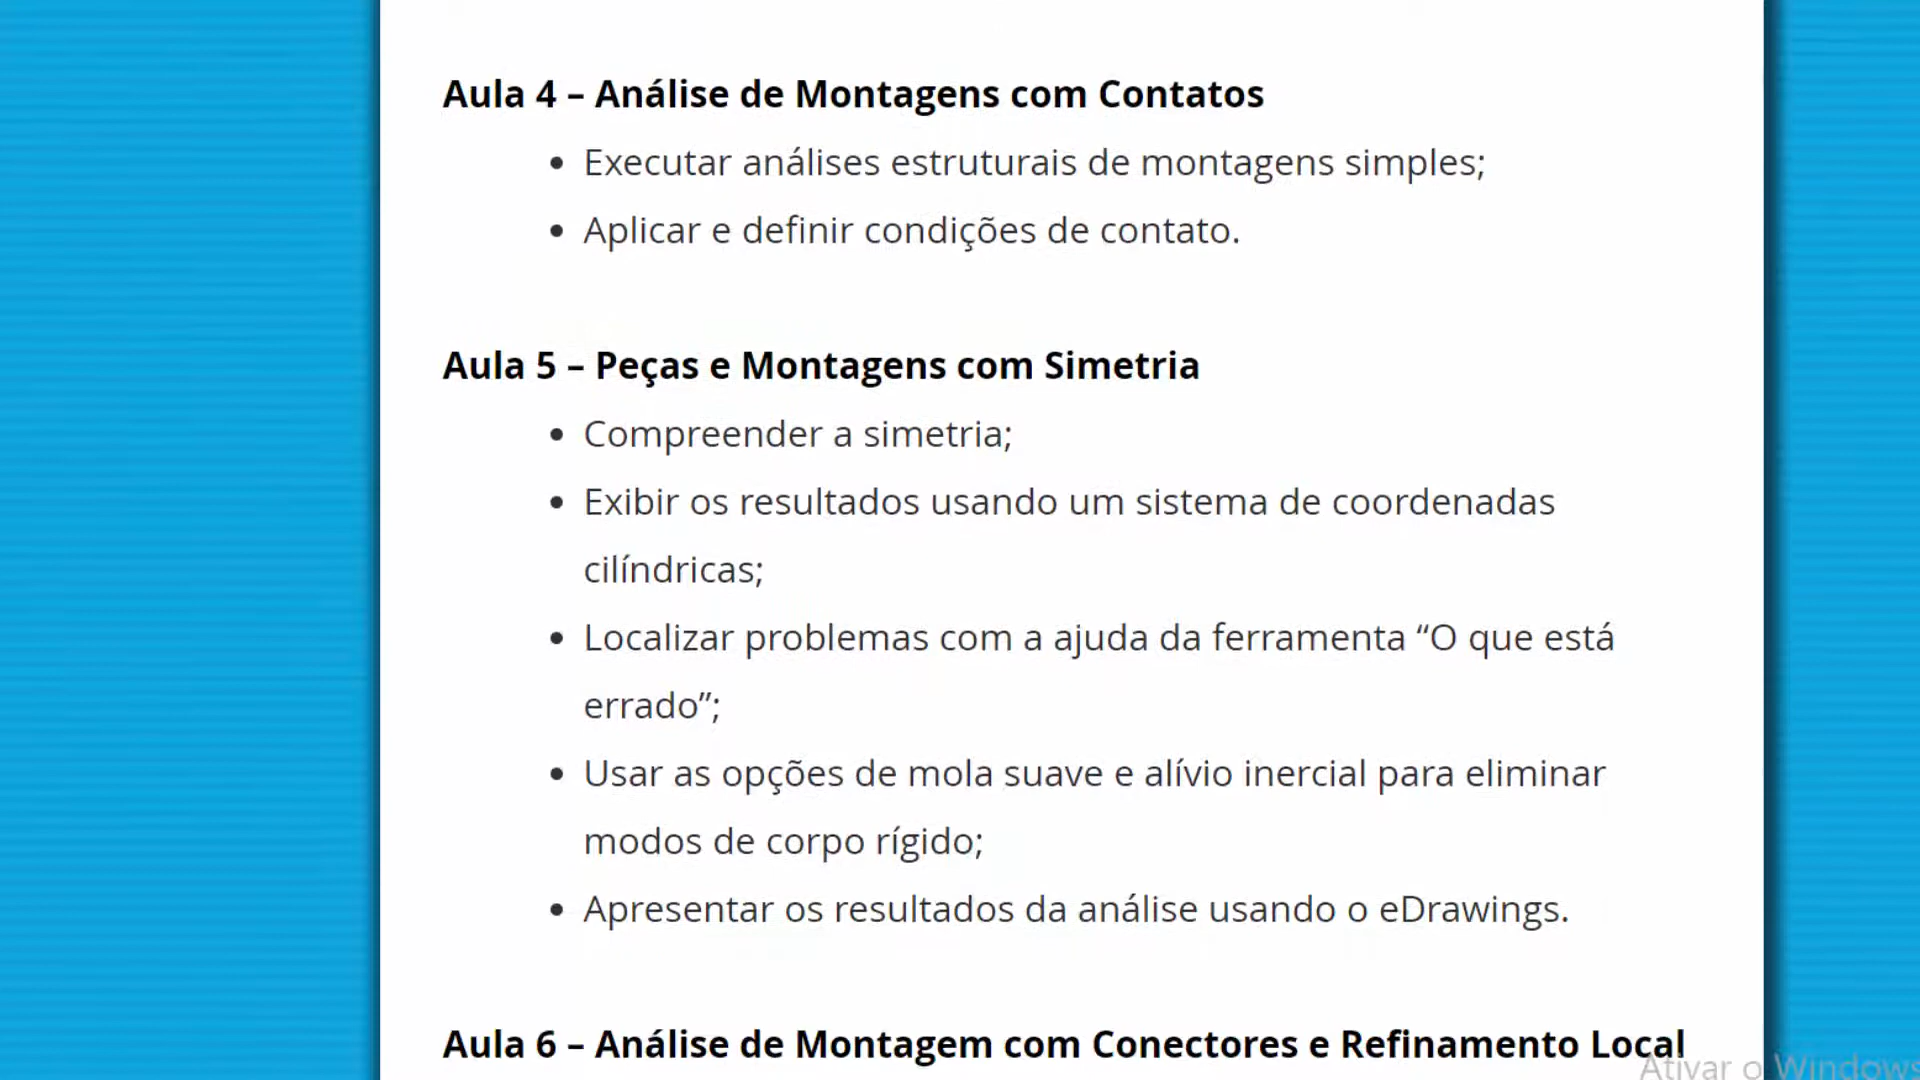 Aula 4 – Análise de Montagens com Contatos
• Executar análises estruturais de montagens simples;
• Aplicar e definir condições de contato.
Aula 5 – Peças e Montagens com Simetria
• Compreender a simetria;
• Exibir os resultados usando um sistema de coordenadas
cilíndricas;
• Localizar problemas com a ajuda da ferramenta “O que está
errado”;
• Usar as opções de mola suave e alívio inercial para eliminar
modos de corpo rígido;
• Apresentar os resultados da análise usando o eDrawings.
Aula 6 – Análise de Montagem com Conectores e Refinamento Local
Ativar o Windows